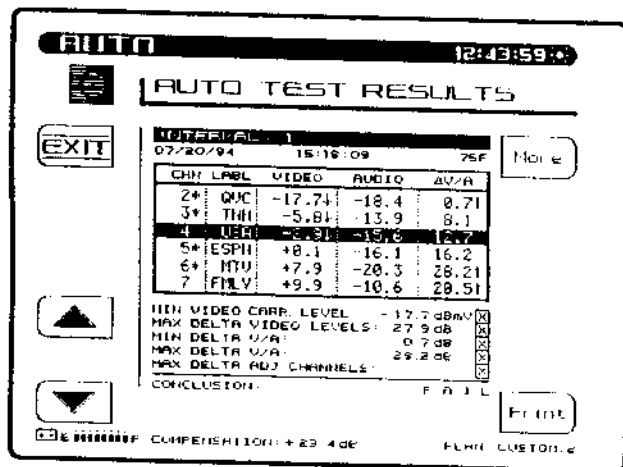 AUTO 12:43:59
AUTO TEST RESULTS
EXIT
INTERVAL 1
07/20/94 15:18:09 75F
More
CHN LABL VIDEO AUDIO ΔV/A
2* QVC -17.7↓ -18.4 0.7↑
3* TNN -5.8↓ -13.9 8.1
4 USA -2.9↓ -15.6 12.7
5* ESPN +0.1 -16.1 16.2
6* MTV +7.9 -20.3 28.2↑
7 FMLY +9.9 -10.6 20.5↑
MIN VIDEO CARR. LEVEL -17.7 dBmV X
MAX DELTA VIDEO LEVELS: 27.9 dB X
MIN DELTA V/A: 0.7 dB X
MAX DELTA V/A: 28.2 dB X
MAX DELTA ADJ CHANNELS: X
CONCLUSION: FAIL
Print
E F COMPENSATION: + 23.4 dB PLAN CUSTOM.2